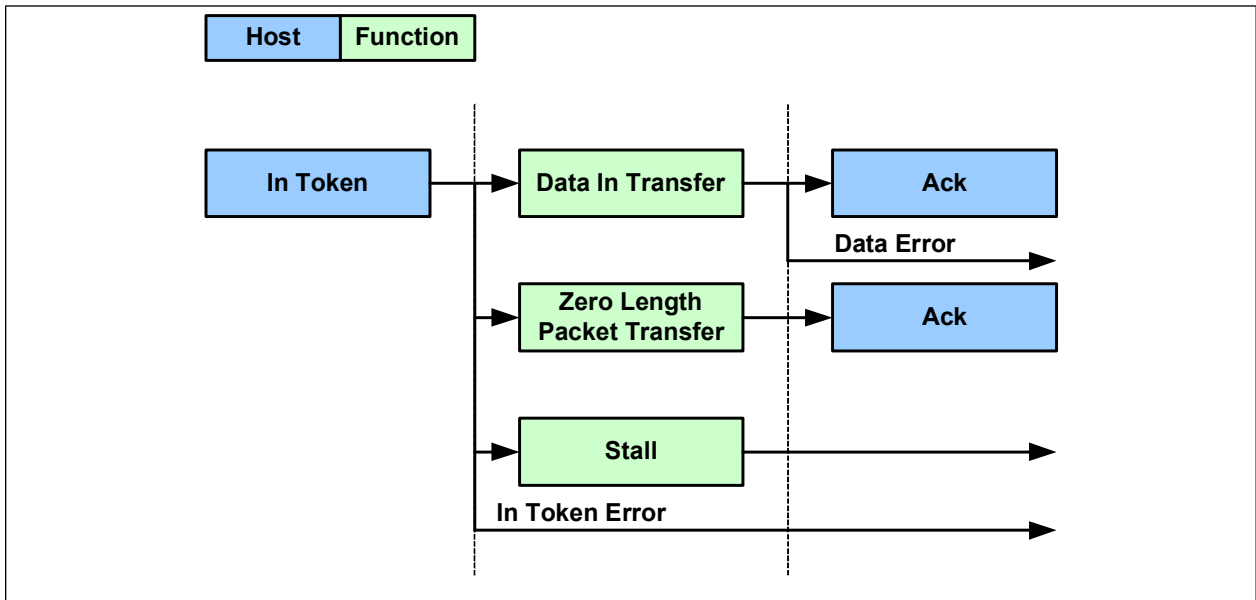 Host Function
In Token
Data In Transfer
Ack
Data Error
Zero Length
Packet Transfer
Ack
Stall
In Token Error